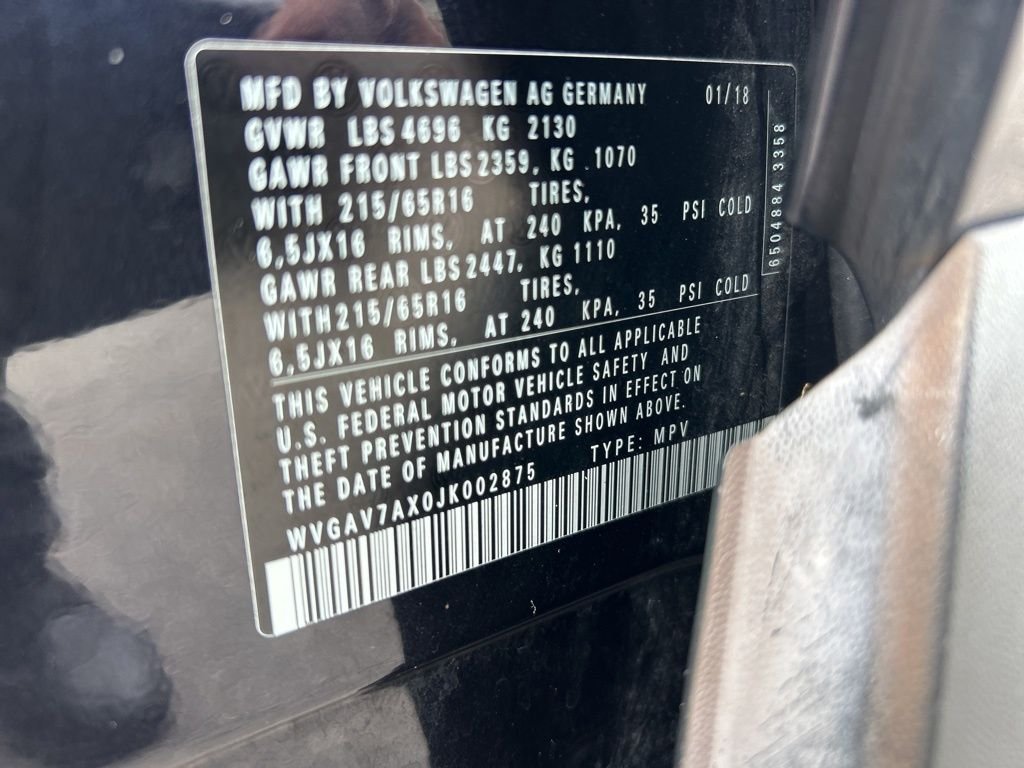 MFD BY VOLKSWAGEN AG GERMANY 01/18
GVWR LBS 4696 KG 2130
GAWR FRONT LBS 2359, KG 1070
WITH 215/65R16 TIRES,
6,5JX16 RIMS, AT 240 KPA, 35 PSI COLD
GAWR REAR LBS 2447, KG 1110
WITH 215/65R16 TIRES,
6,5JX16 RIMS, AT 240 KPA, 35 PSI COLD
THIS VEHICLE CONFORMS TO ALL APPLICABLE
U.S. FEDERAL MOTOR VEHICLE SAFETY AND
THEFT PREVENTION STANDARDS IN EFFECT ON
THE DATE OF MANUFACTURE SHOWN ABOVE.
WVGAV7AX0JK002875 TYPE: MPV
6504884 3358